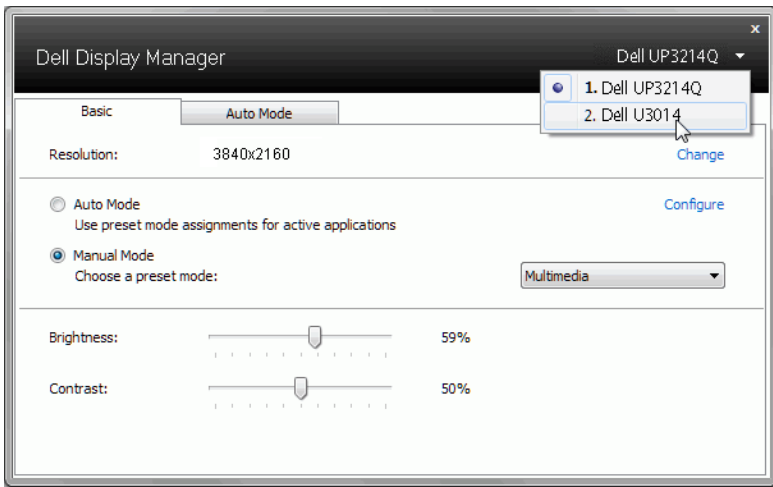 x
Dell Display Manager
Dell UP3214Q
1. Dell UP3214Q
2. Dell U3014
Basic
Auto Mode
Resolution:
3840x2160
Change
Auto Mode
Configure
Use preset mode assignments for active applications
Manual Mode
Choose a preset mode:
Multimedia
Brightness:
59%
Contrast:
50%